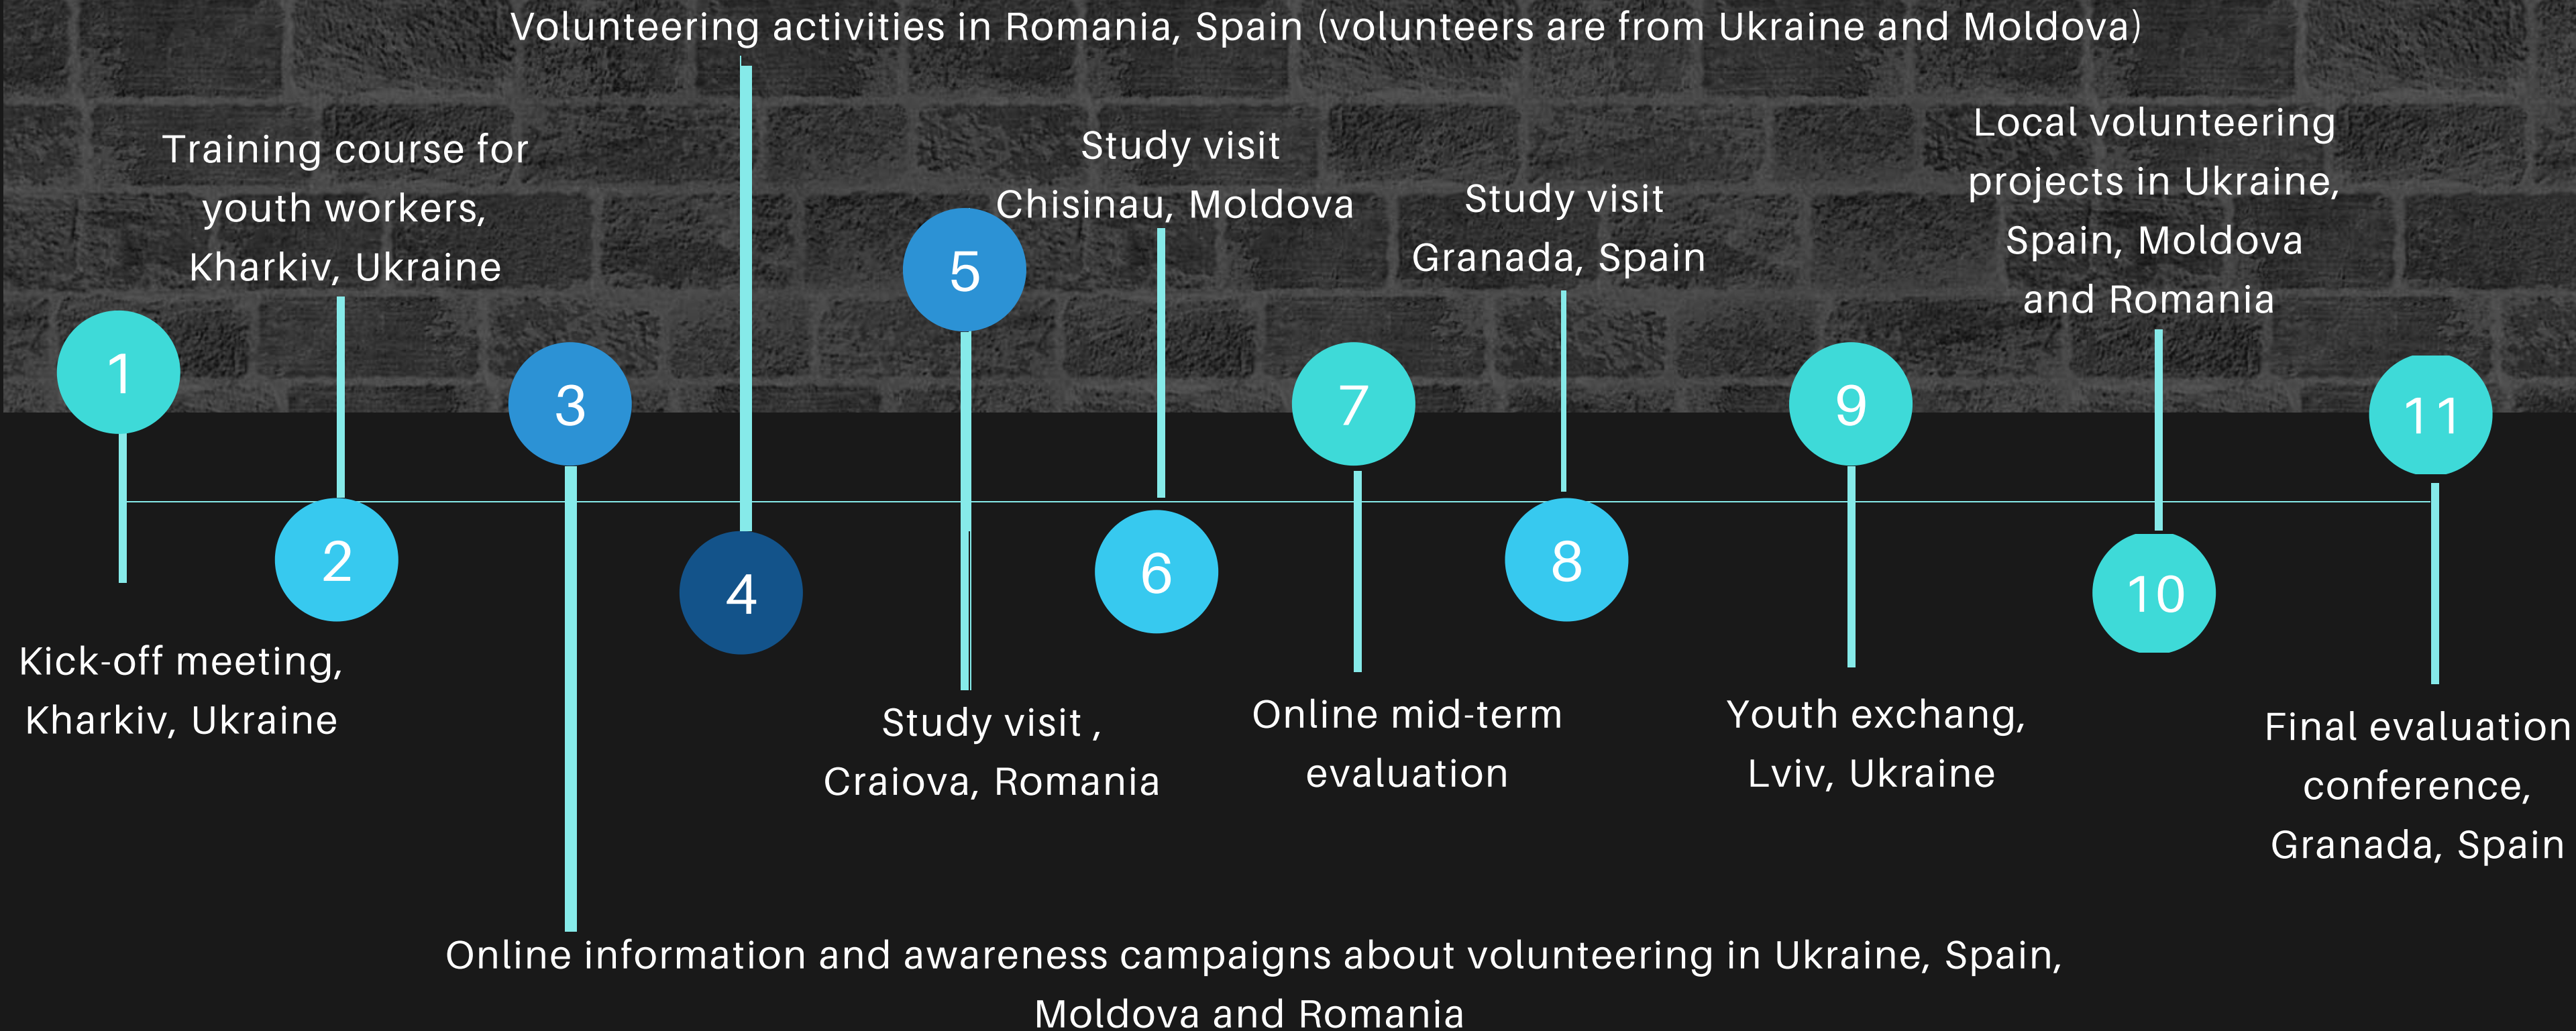 Volunteering activities in Romania, Spain (volunteers are from Ukraine and Moldova)
1
Kick-off meeting,
Kharkiv, Ukraine
Training course for
youth workers,
Kharkiv, Ukraine
2
3
Online information and awareness campaigns about volunteering in Ukraine, Spain,
Moldova and Romania
4
5
Study visit ,
Craiova, Romania
Study visit
Chisinau, Moldova
6
7
Online mid-term
evaluation
Study visit
Granada, Spain
8
9
Youth exchang,
Lviv, Ukraine
Local volunteering
projects in Ukraine,
Spain, Moldova
and Romania
10
11
Final evaluation
conference,
Granada, Spain